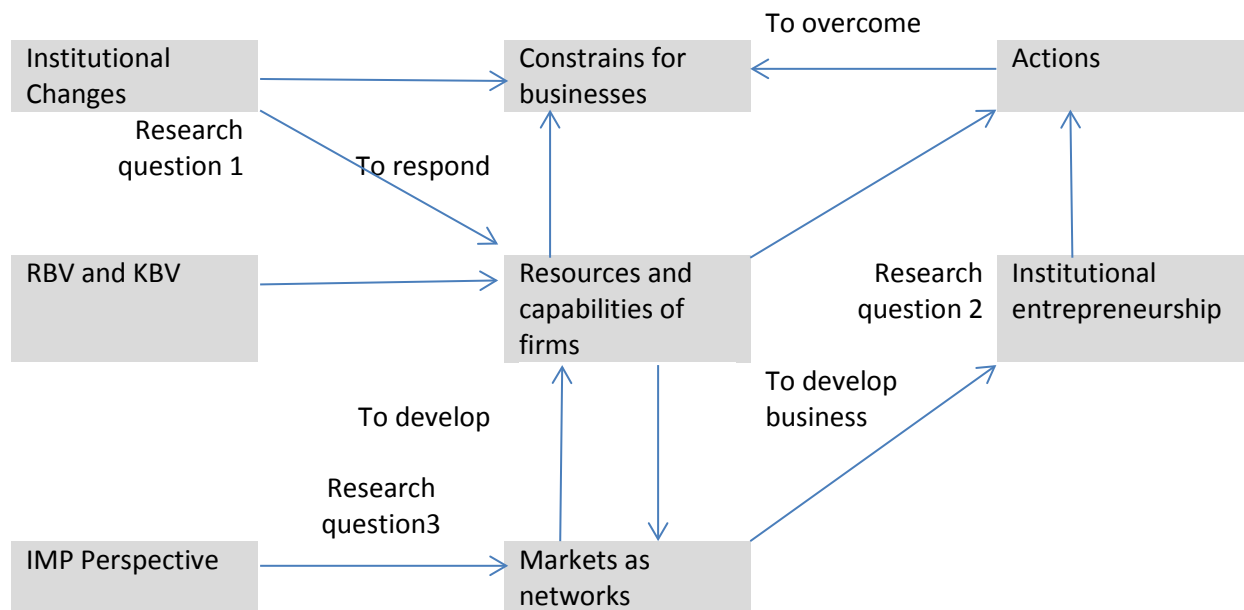 To overcome
Institutional
Changes
Constrains for
businesses
Actions
Research
question 1
To respond
RBV and KBV
Resources and
capabilities of
firms
Research
question 2
Institutional
entrepreneurship
To develop
To develop
business
Research
question3
IMP Perspective
Markets as
networks